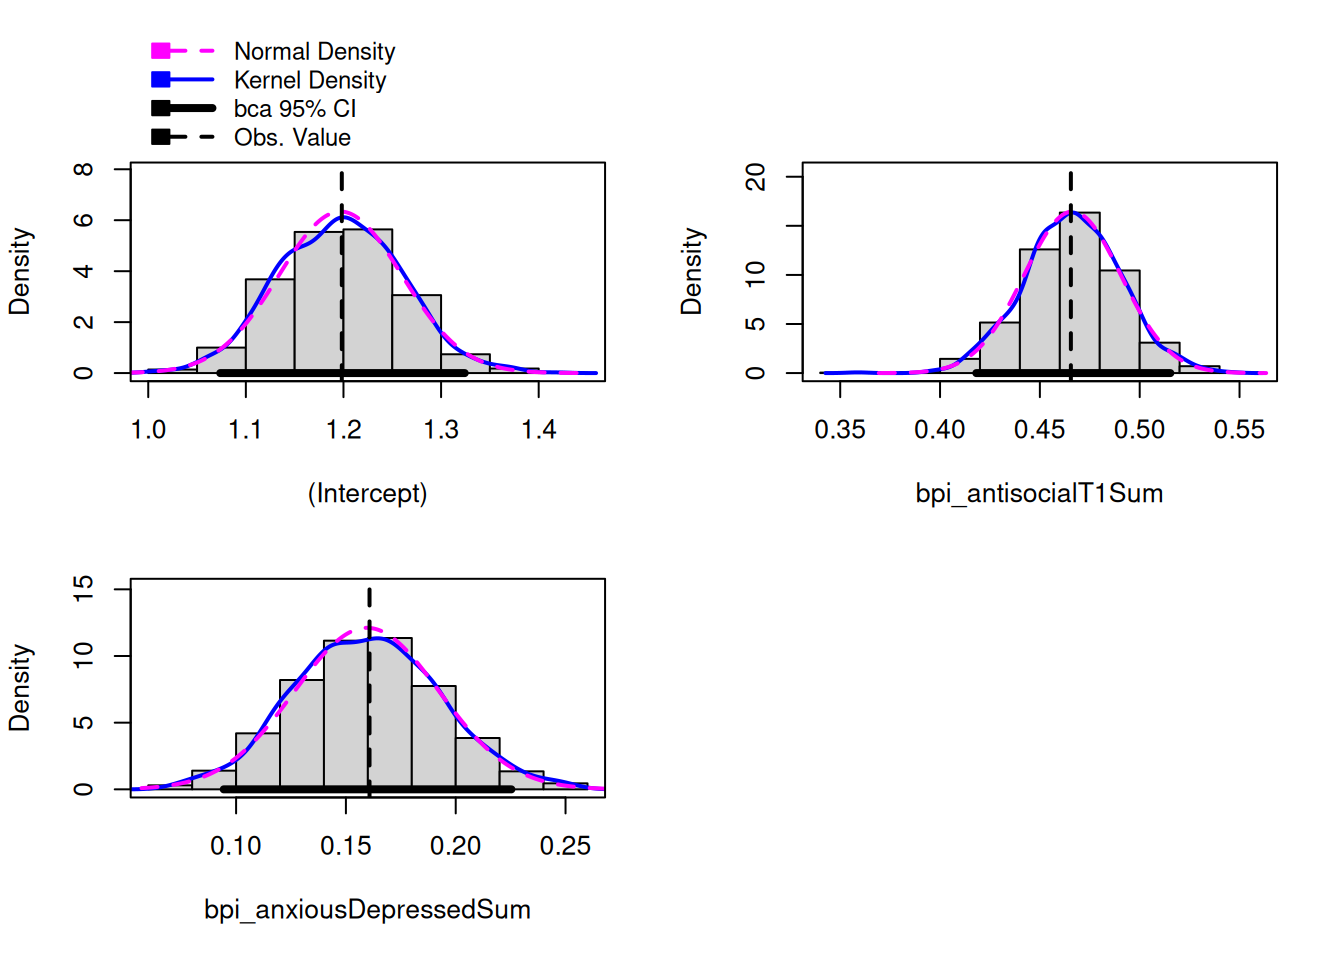 Normal Density
Kernel Density
bca 95% CI
Obs. Value
Density
8
6
4
2
0
1.0 1.1 1.2 1.3 1.4
(Intercept)
Density
20
10
5
0
0.35 0.40 0.45 0.50 0.55
bpi_antisocialT1Sum
Density
15
10
5
0
0.10 0.15 0.20 0.25
bpi_anxiousDepressedSum